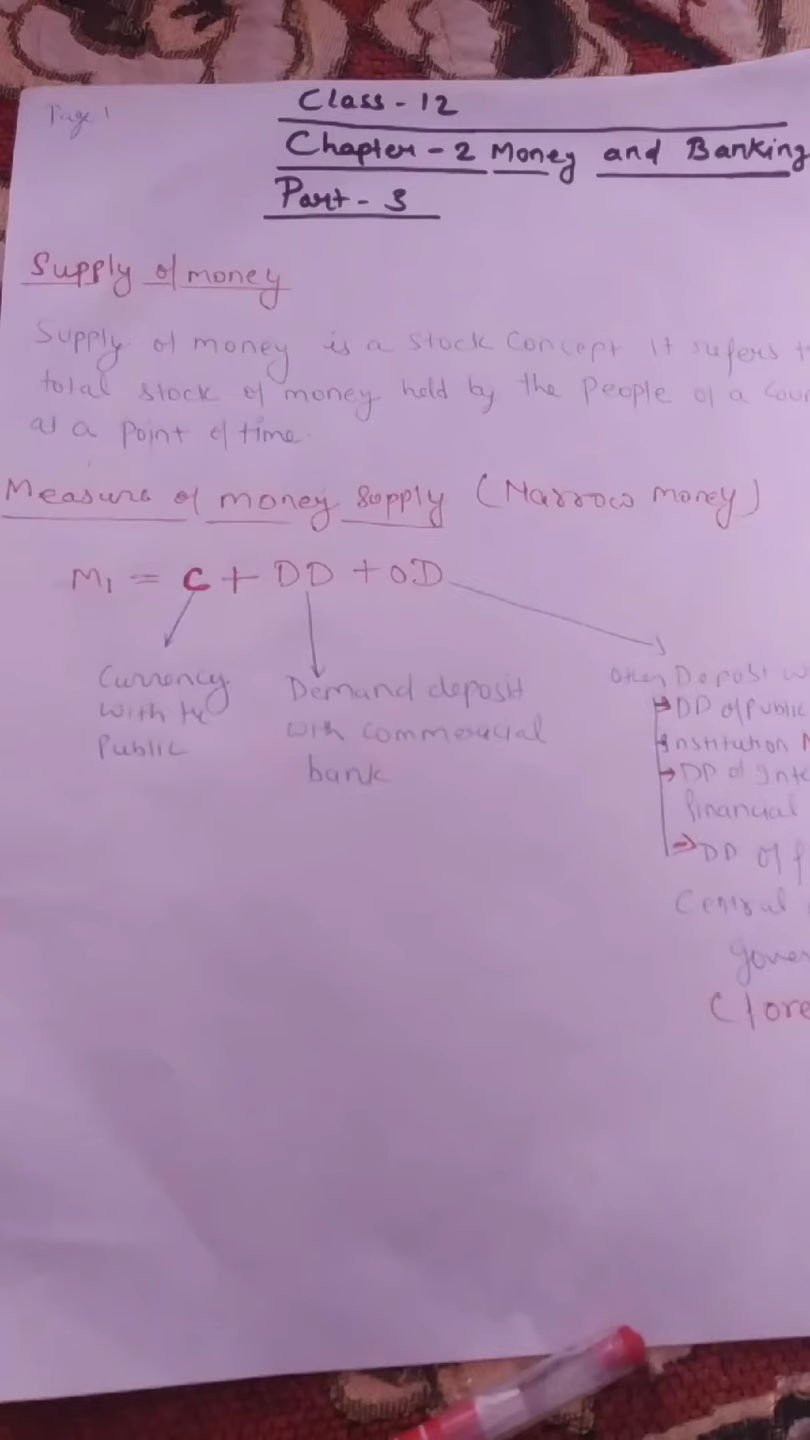 Page 1
Class - 12
Chapter - 2 Money and Banking
Part - 3
Supply of money
Supply of money is a stock concept It refers
total stock of money held by the people of a
at a point of time.
Measure of money supply (Narrow money)
M1 = C + DD + OD
Currency
with the
Public
Demand deposit
with commercial
bank
Other Deposit
DD of Public
institution
DD of
financial
DD of
Central